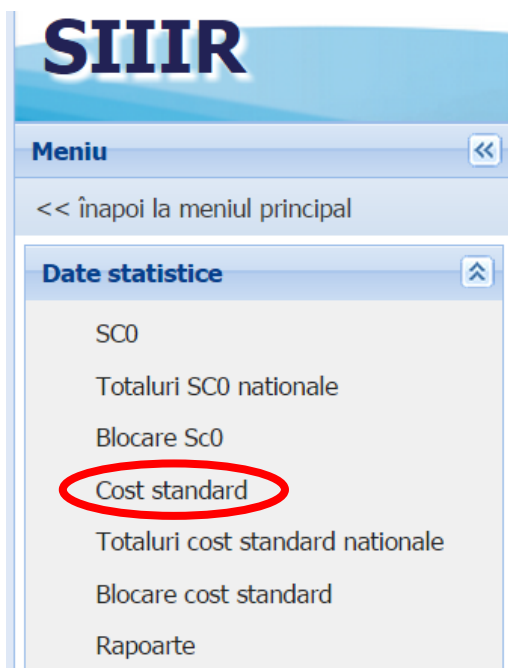 SIIIR
Meniu
<< înapoi la meniul principal
Date statistice
SC0
Totaluri SC0 nationale
Blocare Sc0
Cost standard
Totaluri cost standard nationale
Blocare cost standard
Rapoarte